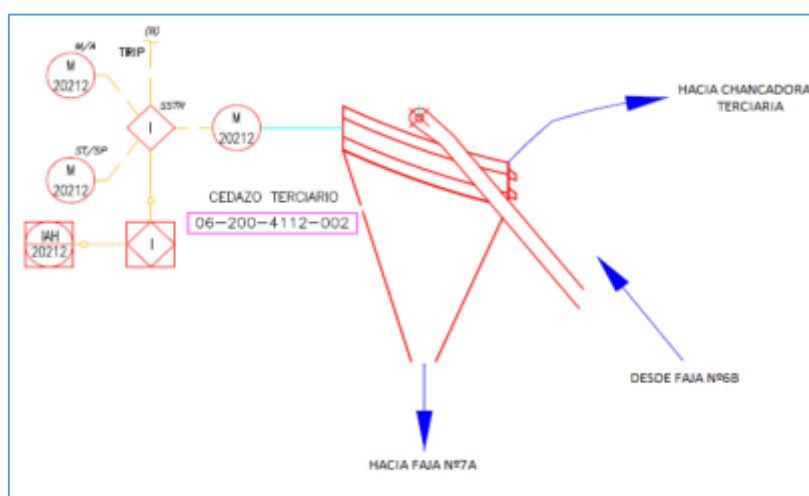 (R)
M/A
TRIP
M
20212
SSTR
I
M
20212
ST/SP
M
20212
IAH
20212
I
CEDAZO TERCIARIO
06-200-4112-002
HACIA CHANCADORA
TERCIARIA
DESDE FAJA Nº6B
HACIA FAJA Nº7A